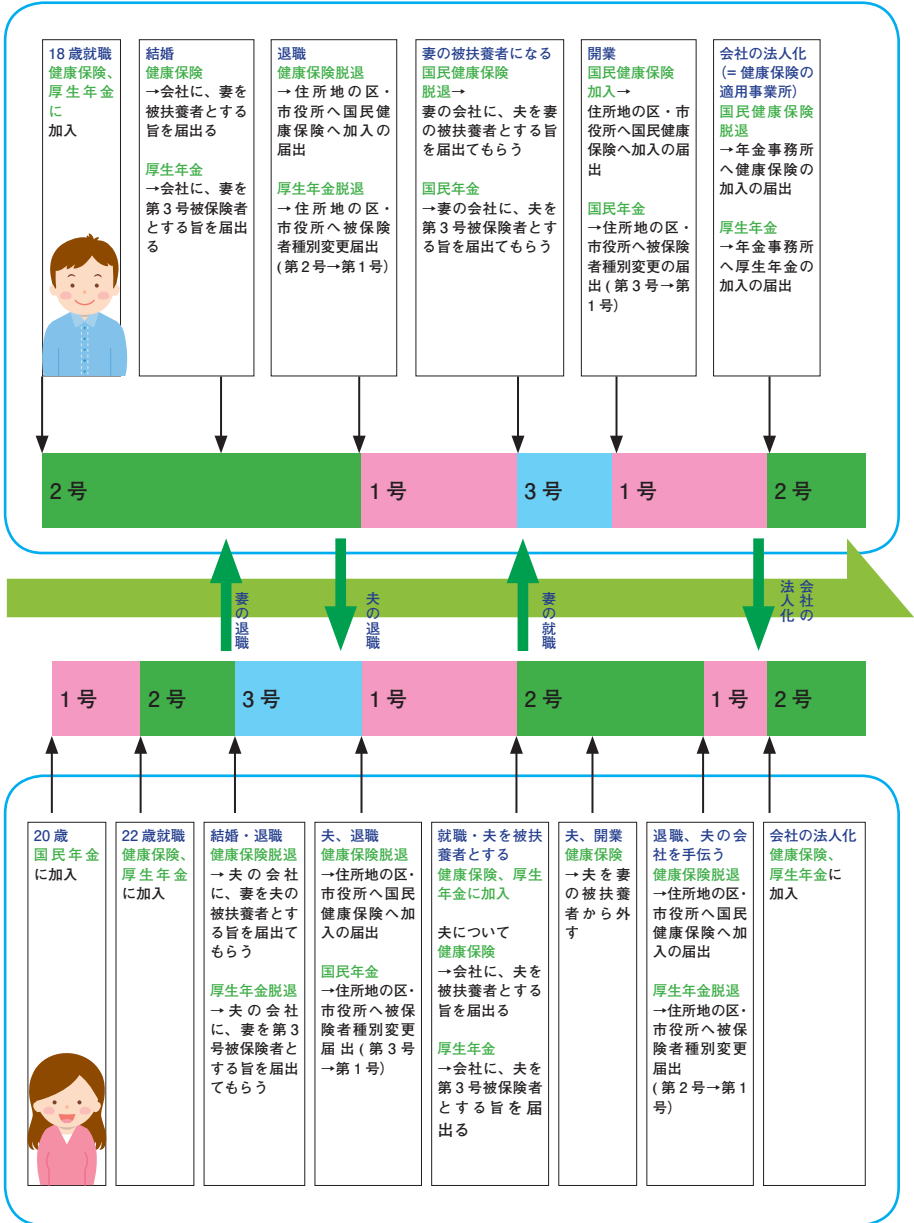 18歳就職
健康保険、
厚生年金
に
加入
結婚
健康保険
→会社に、妻を
被扶養者とする
旨を届出る
厚生年金
→会社に、妻を
第3号被保険者
とする旨を届出
る
退職
健康保険脱退
→住所地の区・
市役所へ国民健
康保険へ加入の
届出
厚生年金脱退
→住所地の区・
市役所へ被保険
者種別変更届出
(第2号→第1号)
妻の被扶養者になる
国民健康保険
脱退→
妻の会社に、夫を妻
の被扶養者とする旨
を届出てもらう
国民年金
→妻の会社に、夫を
第3号被保険者とす
る旨を届出てもらう
開業
国民健康保険
加入→
住所地の区・市
役所へ国民健康
保険へ加入の届
出
国民年金
→住所地の区・
市役所へ被保険
者種別変更の届
出(第3号→第
1号)
会社の法人化
(=健康保険の
適用事業所)
国民健康保険
脱退
→年金事務所
へ健康保険の
加入の届出
厚生年金
→年金事務所
へ厚生年金の
加入の届出
2号
1号
3号
1号
2号
妻の退職
夫の退職
妻の就職
会社の
法人化
1号
2号
3号
1号
2号
1号
2号
20歳
国民年金
に加入
22歳就職
健康保険、
厚生年金
に加入
結婚・退職
健康保険脱退
→夫の会社
に、妻を夫の
被扶養者とす
る旨を届出て
もらう
厚生年金脱退
→夫の会社
に、妻を第3
号被保険者と
する旨を届出
てもらう
夫、退職
健康保険脱退
→住所地の区・
市役所へ国民
健康保険へ加
入の届出
国民年金
→住所地の区・
市役所へ被保
険者種別変更
届出(第3号
→第1号)
就職・夫を被扶
養者とする
健康保険、厚生
年金に加入
夫について
健康保険
→会社に、夫を
被扶養者とする
旨を届出る
厚生年金
→会社に、夫を
第3号被保険者
とする旨を届
出る
夫、開業
健康保険
→夫を妻
の被扶養
者から外
す
退職、夫の会
社を手伝う
健康保険脱退
→住所地の区・
市役所へ国民
健康保険へ加
入の届出
厚生年金脱退
→住所地の区・
市役所へ被保
険者種別変更
届出
(第2号→第1
号)
会社の法人化
健康保険、
厚生年金に
加入